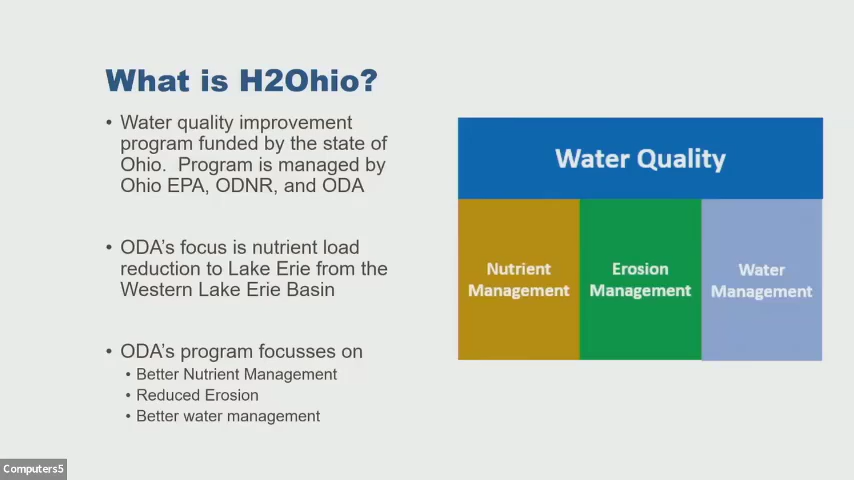 What is H2Ohio?
• Water quality improvement
program funded by the state of
Ohio.  Program is managed by
Ohio EPA, ODNR, and ODA
• ODA's focus is nutrient load
reduction to Lake Erie from the
Western Lake Erie Basin
• ODA's program focusses on
• Better Nutrient Management
• Reduced Erosion
• Better water management
Water Quality
Nutrient
Management
Erosion
Management
Water
Management
Computers5